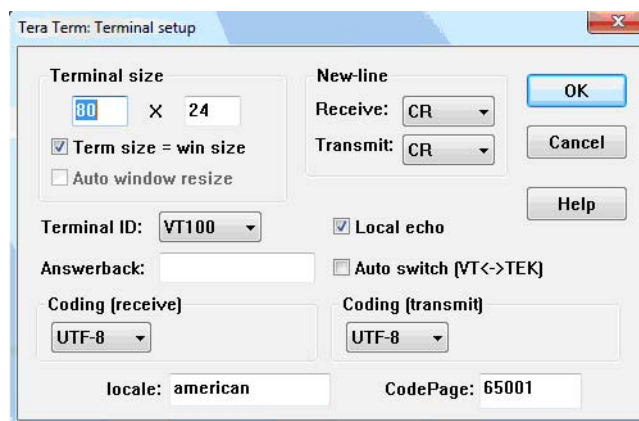 Tera Term: Terminal setup
Terminal size
80 X 24
Term size = win size
Auto window resize
New-line
Receive: CR
Transmit: CR
OK
Cancel
Help
Terminal ID: VT100
Local echo
Answerback:
Auto switch (VT<->TEK)
Coding (receive)
UTF-8
Coding (transmit)
UTF-8
locale: american
CodePage: 65001